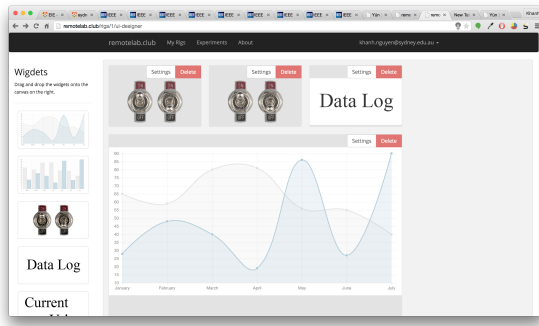 remotelab.club/rigs/1/ui-designer
remotelab.club My Rigs Experiments About khanh.nguyen@sydney.edu.au
Wigdets
Drag and drop the widgets onto the
canvas on the right.
Settings Delete
Settings Delete
Settings Delete
Data Log
Settings Delete
90
85
80
75
70
65
60
55
50
45
40
35
30
25
20
15
10
January February March April May June July
Data Log
Current